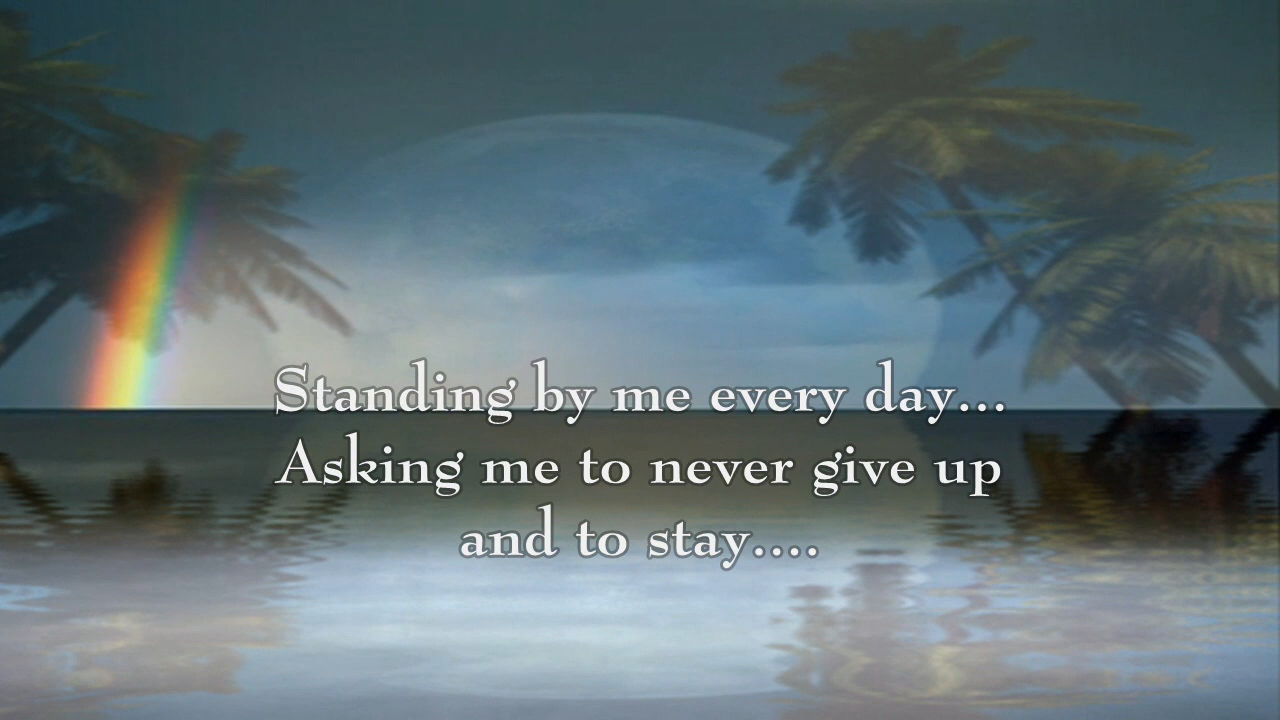 Standing by me every day...
Asking me to never give up
and to stay....